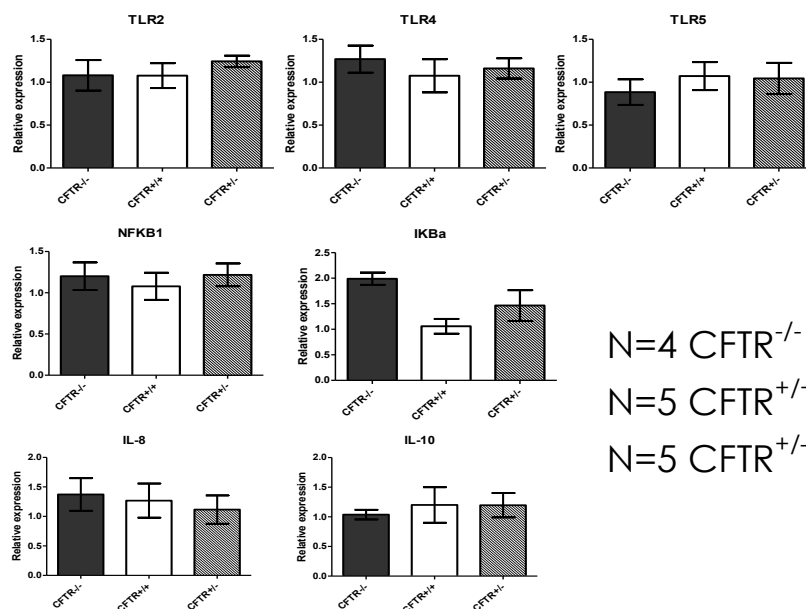 TLR2
Relative expression
1.5
1.0
0.5
0.0
CFTR-/-
CFTR+/+
CFTR+/-
TLR4
Relative expression
1.5
1.0
0.5
0.0
CFTR-/-
CFTR+/+
CFTR+/-
TLR5
Relative expression
1.5
1.0
0.5
0.0
CFTR-/-
CFTR+/+
CFTR+/-
NFKB1
Relative expression
1.5
1.0
0.5
0.0
CFTR-/-
CFTR+/+
CFTR+/-
IKBa
Relative expression
2.5
2.0
1.5
1.0
0.5
0.0
CFTR-/-
CFTR+/+
CFTR+/-
N=4 CFTR-/-
N=5 CFTR+/-
N=5 CFTR+/-
IL-8
Relative expression
2.0
1.5
1.0
0.5
0.0
CFTR-/-
CFTR+/+
CFTR+/-
IL-10
Relative expression
2.0
1.5
1.0
0.5
0.0
CFTR-/-
CFTR+/+
CFTR+/-